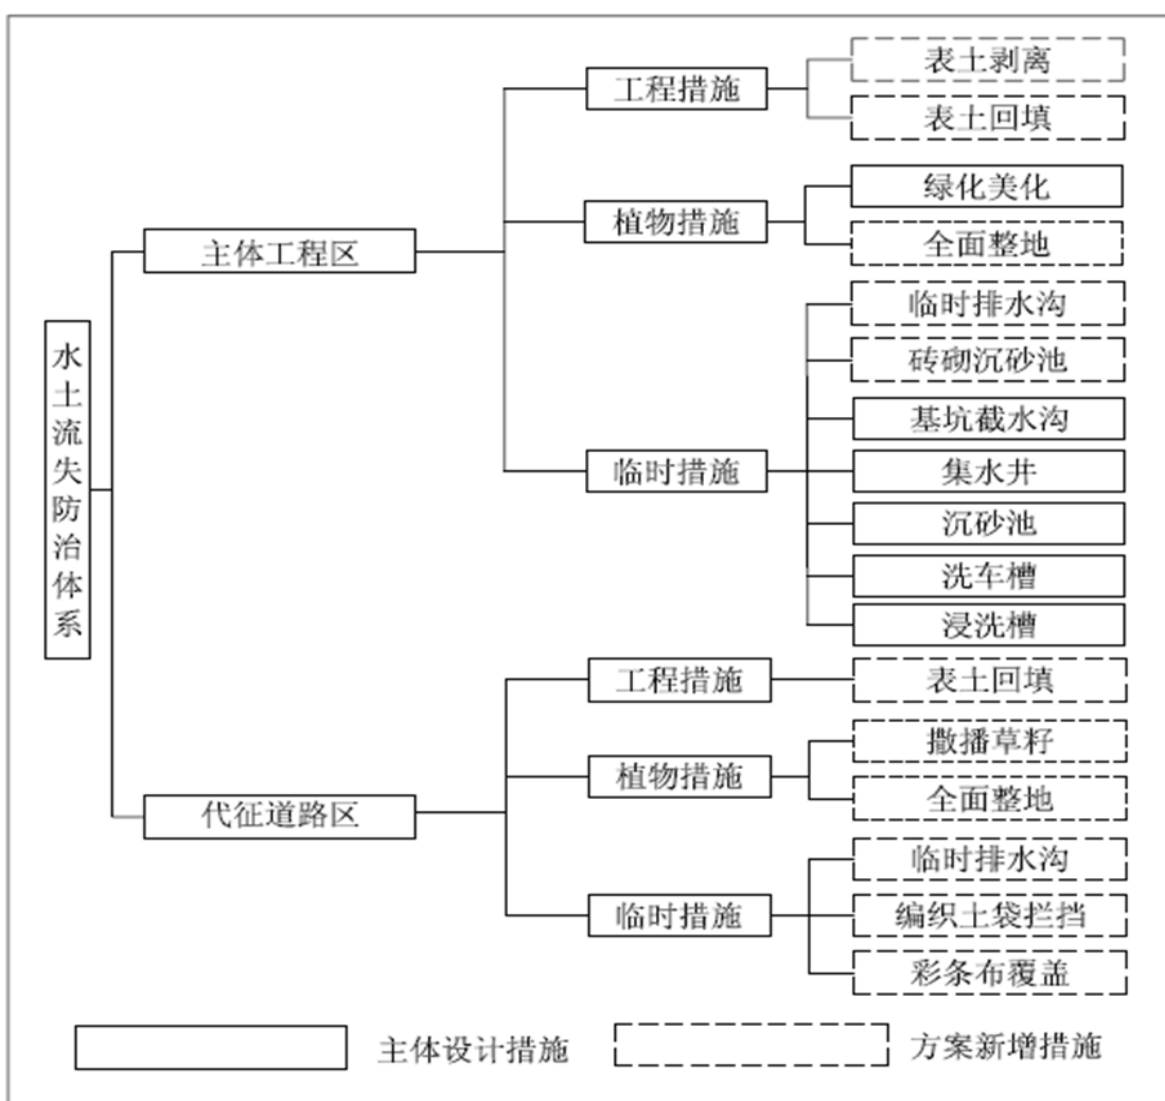 水土流失防治体系
主体工程区
工程措施
表土剥离
表土回填
植物措施
绿化美化
全面整地
临时措施
临时排水沟
砖砌沉砂池
基坑截水沟
集水井
沉砂池
洗车槽
浸洗槽
代征道路区
工程措施
表土回填
植物措施
撒播草籽
全面整地
临时措施
临时排水沟
编织土袋拦挡
彩条布覆盖
主体设计措施
方案新增措施